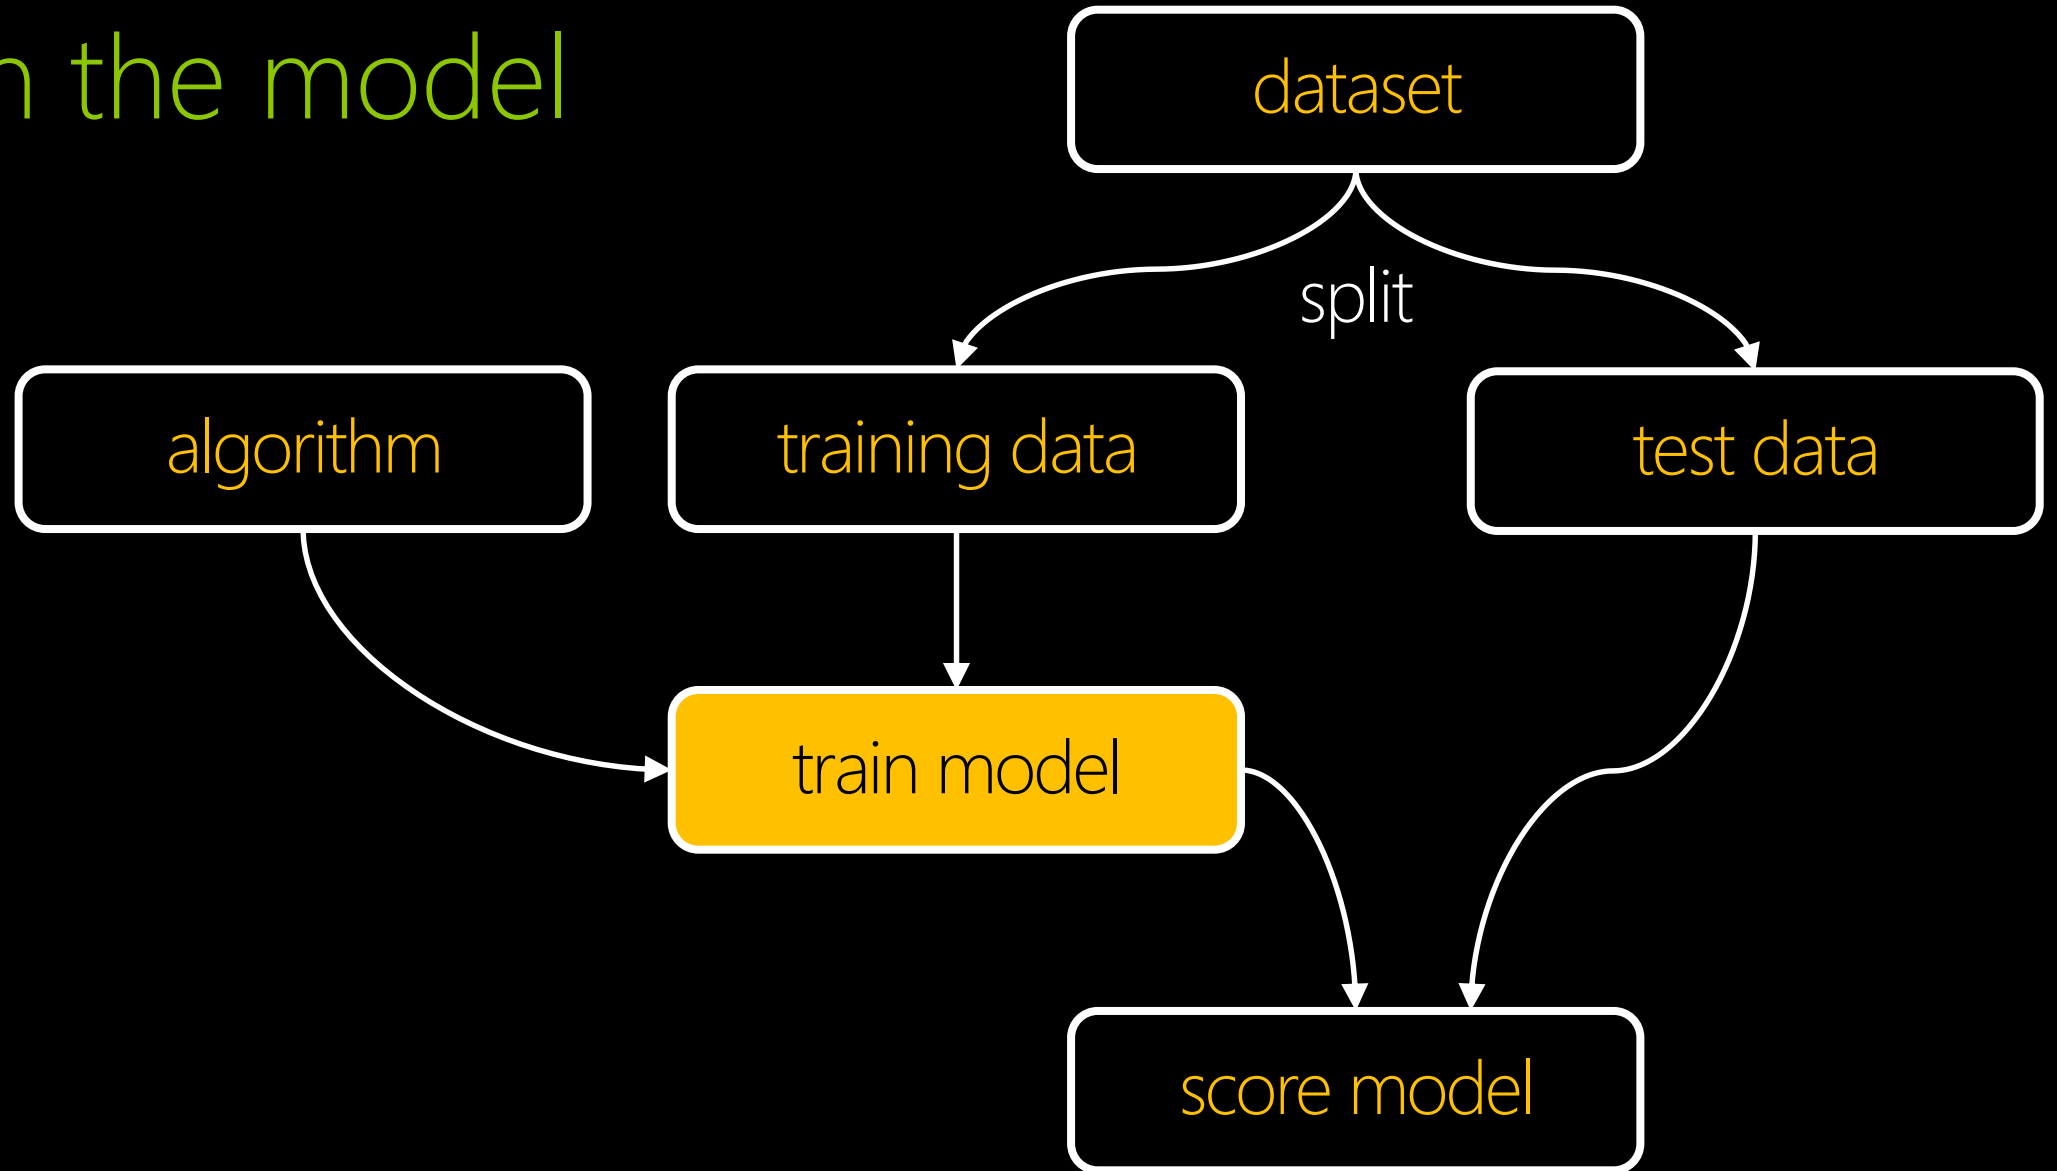 the model
dataset
split
algorithm
training data
test data
train model
score model